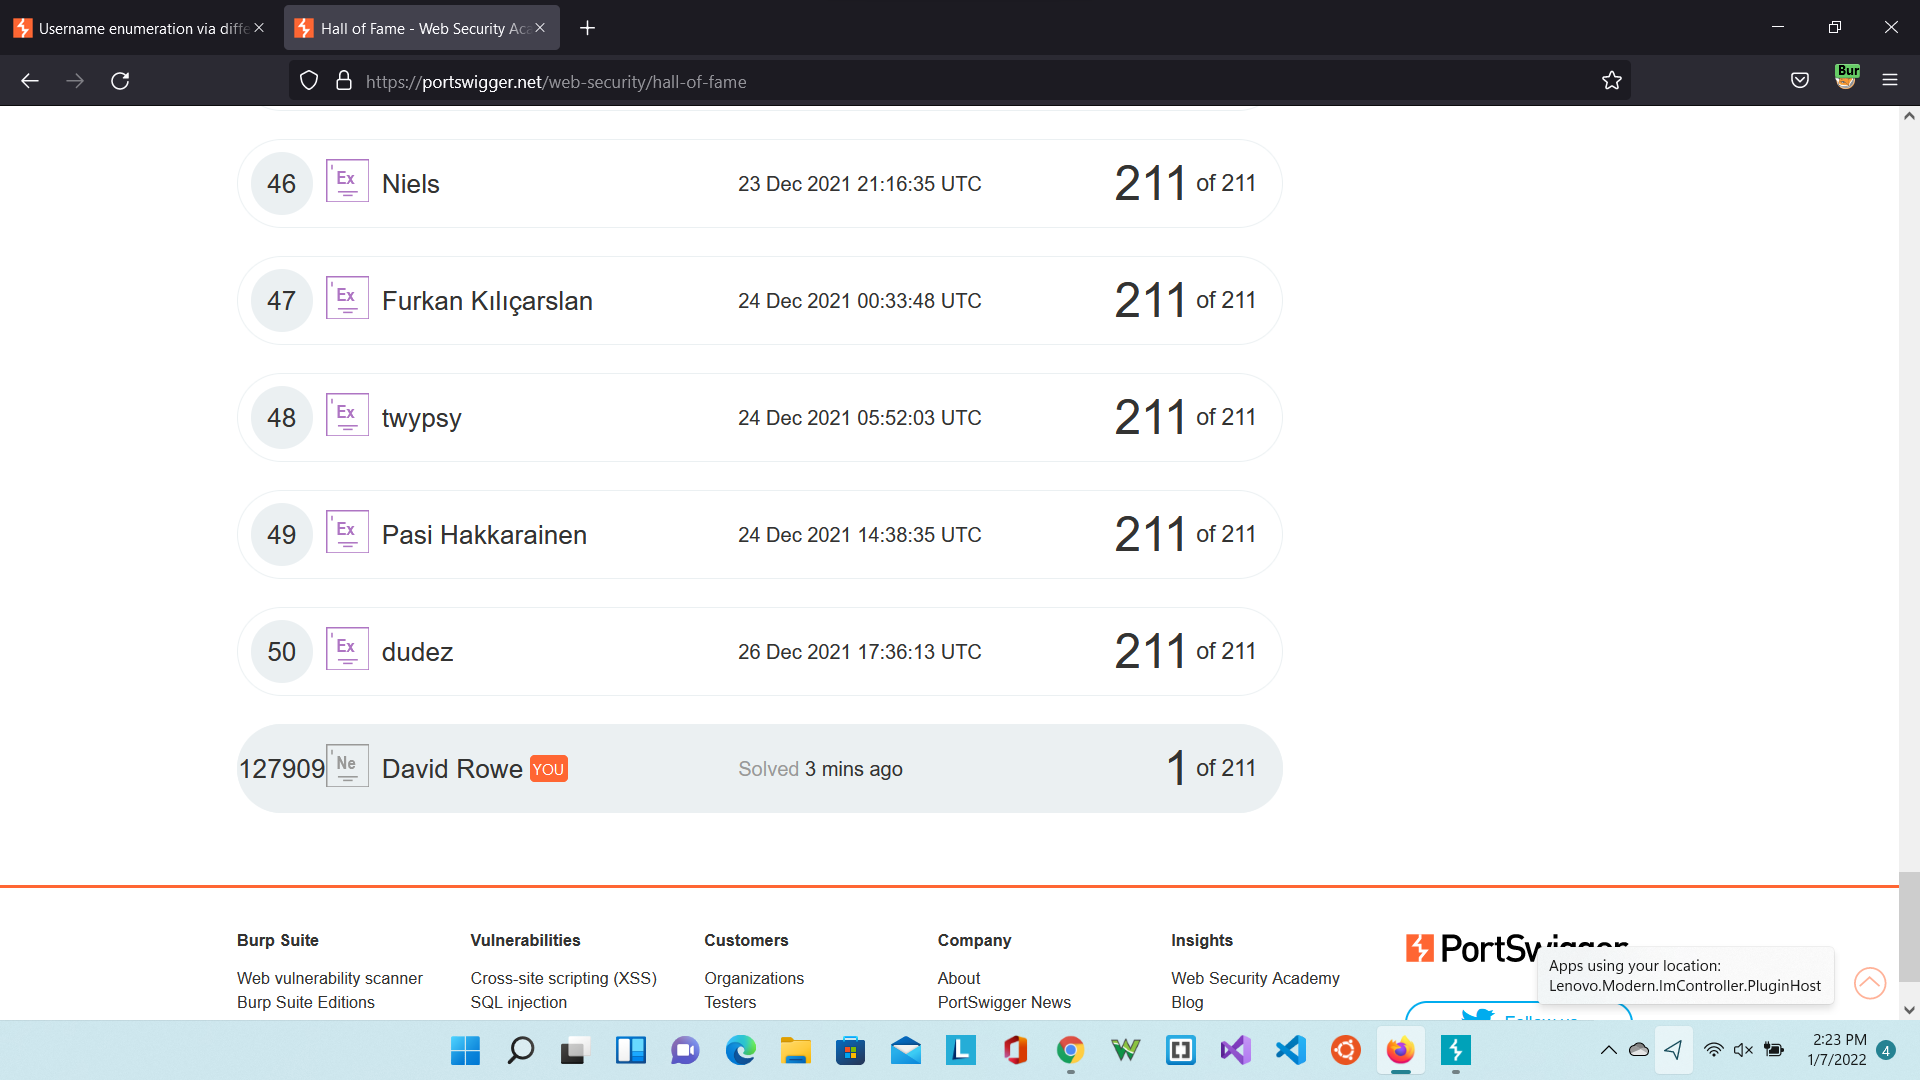 Username enumeration via diffe
Hall of Fame - Web Security Aca
https://portswigger.net/web-security/hall-of-fame
Bur
46 Ex Niels 23 Dec 2021 21:16:35 UTC 211 of 211
47 Ex Furkan Kılıçarslan 24 Dec 2021 00:33:48 UTC 211 of 211
48 Ex twypsy 24 Dec 2021 05:52:03 UTC 211 of 211
49 Ex Pasi Hakkarainen 24 Dec 2021 14:38:35 UTC 211 of 211
50 Ex dudez 26 Dec 2021 17:36:13 UTC 211 of 211
127909 Ne David Rowe YOU Solved 3 mins ago 1 of 211
Burp Suite Vulnerabilities Customers Company Insights
PortSwigger
Web vulnerability scanner Cross-site scripting (XSS) Organizations About Web Security Academy
Burp Suite Editions SQL injection Testers PortSwigger News Blog
Apps using your location:
Lenovo.Modern.ImController.PluginHost
2:23 PM
1/7/2022
4